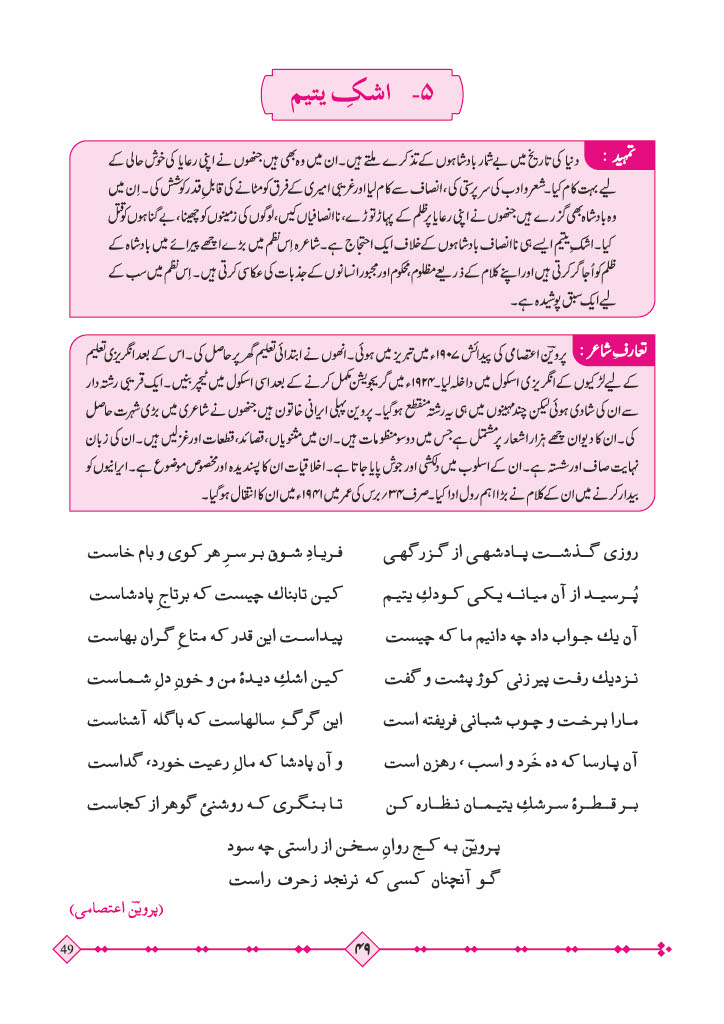 ۵- اشکِ یتیم
تمہید : دنیا کی تاریخ میں بے شمار بادشاہوں کے تذکرے ملتے ہیں۔ ان میں وہ بھی ہیں جنھوں نے اپنی رعایا کی خوش حالی کے
لیے بہت کام کیا۔ شعر و ادب کی سرپرستی کی، انصاف سے کام لیا اور غریبی امیری کے فرق کو مٹانے کی قابلِ قدر کوشش کی۔ اِن میں
وہ بادشاہ بھی گزرے ہیں جنھوں نے اپنی رعایا پر ظلم کے پہاڑ توڑے، نا انصافیاں کیں، لوگوں کی زمینوں کو چھینا، بے گناہوں کو قتل
کیا۔ اشکِ یتیم ایسے ہی نا انصاف بادشاہوں کے خلاف ایک احتجاج ہے۔ شاعرہ اِس نظم میں بڑے اچھے پیرائے میں بادشاہ کے
ظلم کو اُجاگر کرتی ہیں اور اپنے کلام کے ذریعے مظلوم، محکوم اور مجبور انسانوں کے جذبات کی عکاسی کرتی ہیں۔ اِس نظم میں سب کے
لیے ایک سبق پوشیدہ ہے۔
تعارفِ شاعر : پروینؔ اعتصامی کی پیدائش ۱۹۰۷ء میں تبریز میں ہوئی۔ انھوں نے ابتدائی تعلیم گھر پر حاصل کی۔ اس کے بعد انگریزی تعلیم
کے لیے لڑکیوں کے انگریزی اسکول میں داخلہ لیا۔ ۱۹۲۴ء میں گریجویشن مکمل کرنے کے بعد اسی اسکول میں ٹیچر بنیں۔ ایک قریبی رشتہ دار
سے ان کی شادی ہوئی لیکن چند مہینوں میں ہی یہ رشتہ منقطع ہوگیا۔ پروین پہلی ایرانی خاتون ہیں جنھوں نے شاعری میں بڑی شہرت حاصل
کی۔ ان کا دیوان چھے ہزار اشعار پر مشتمل ہے جس میں دو سو منظومات ہیں۔ ان میں مثنویاں، قصائد، قطعات اور غزلیں ہیں۔ ان کی زبان
نہایت صاف اور شستہ ہے۔ ان کے اسلوب میں دلکشی اور جوش پایا جاتا ہے۔ اخلاقیات ان کا پسندیدہ اور مخصوص موضوع ہے۔ ایرانیوں کو
بیدار کرنے میں ان کے کلام نے بڑا اہم رول ادا کیا۔ صرف ۳۴؍ برس کی عمر میں ۱۹۴۱ء میں ان کا انتقال ہوگیا۔
روزی گذشت پادشهی از گزرگهی فریادِ شوق بر سرِ هر کوی و بام خاست
پُرسید از آن میانه یکی کودكِ یتیم کین تابناك چیست که برتاجِ پادشاست
آن یك جواب داد چه دانیم ما که چیست پیداست این قدر که متاعِ گران بهاست
نزدیك رفت پیر زنی کوژ پشت و گفت کین اشكِ دیدۀ من و خونِ دلِ شماست
مارا برخت و چوب شبانی فریفته است این گرگِ سالهاست که باگله آشناست
آن پارسا که ده خَرد و اسب ، رهزن است و آن پادشا که مالِ رعیت خورد، گداست
بر قطرۀ سرشكِ یتیمان نظاره کن تا بنگری که روشنئ گوهر از کجاست
پروینؔ به کج روانِ سخن از راستی چه سود
گو آنچنان کسی که نرنجد زحرف راست
(پروینؔ اعتصامی)
49 ۴۹